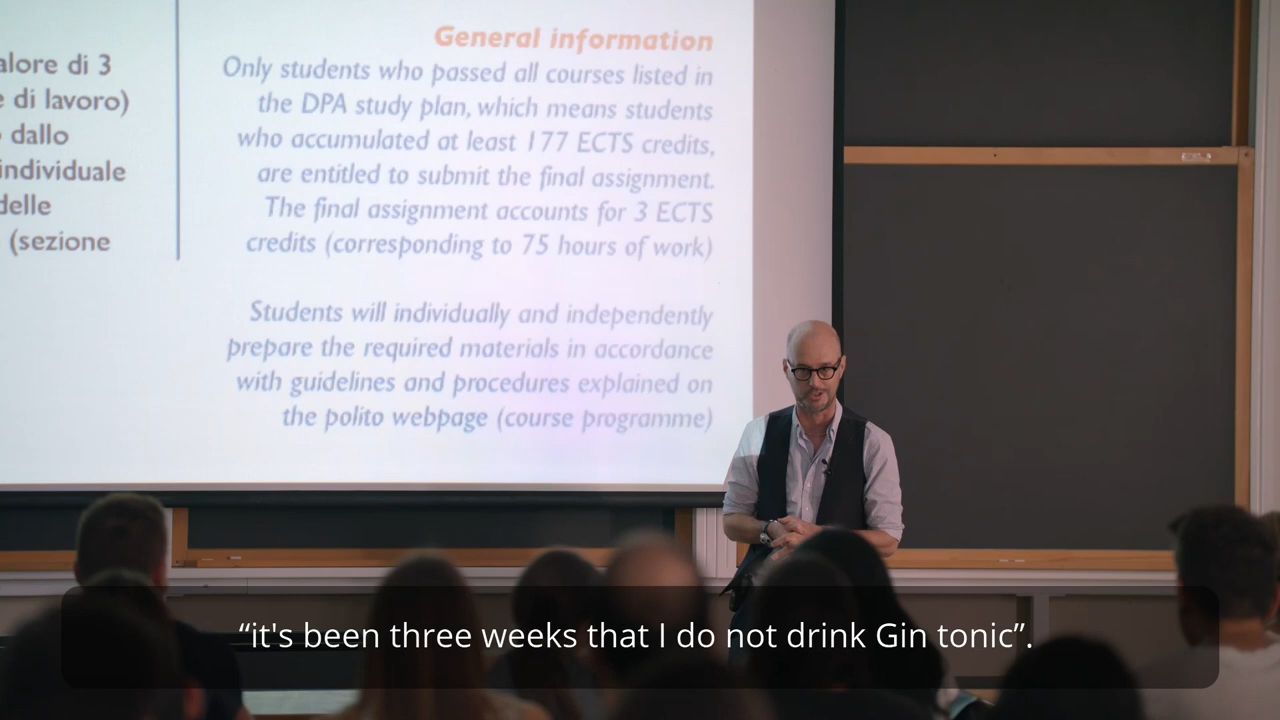 alore di 3
e di lavoro)
dallo
individuale
delle
(sezione
General information
Only students who passed all courses listed in
the DPA study plan, which means students
who accumulated at least 177 ECTS credits,
are entitled to submit the final assignment.
The final assignment accounts for 3 ECTS
credits (corresponding to 75 hours of work)
Students will individually and independently
prepare the required materials in accordance
with guidelines and procedures explained on
the polito webpage (course programme)
“it's been three weeks that I do not drink Gin tonic”.